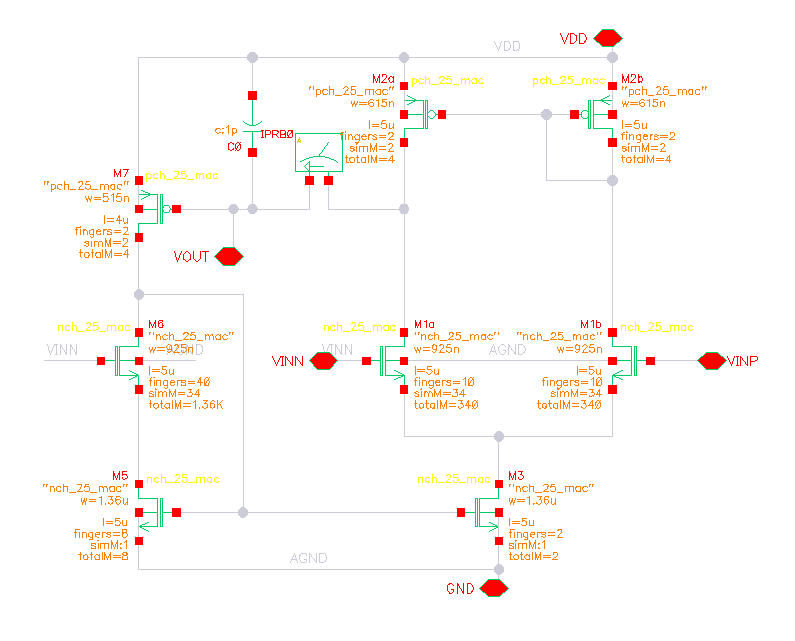 VDD
VDD
M2a
pch_25_mac
"pch_25_mac"
w=615n
l=5u
fingers=2
simM=2
totalM=4
pch_25_mac
M2b
"pch_25_mac"
w=615n
l=5u
fingers=2
simM=2
totalM=4
c:1p
C0
IPRB0
A
M7
pch_25_mac
"pch_25_mac"
w=515n
l=4u
fingers=2
simM=2
totalM=4
VOUT
nch_25_mac
M6
"nch_25_mac"
w=925n
VINN
AGND
l=5u
fingers=40
simM=34
totalM=1.36K
nch_25_mac
M1a
"nch_25_mac"
w=925n
VINN
VINN
AGND
l=5u
fingers=10
simM=34
totalM=340
M1b
nch_25_mac
"nch_25_mac"
w=925n
VINP
l=5u
fingers=10
simM=34
totalM=340
M5
nch_25_mac
"nch_25_mac"
w=1.36u
l=5u
fingers=8
simM:1
totalM=8
nch_25_mac
M3
"nch_25_mac"
w=1.36u
l=5u
fingers=2
simM:1
totalM=2
AGND
GND